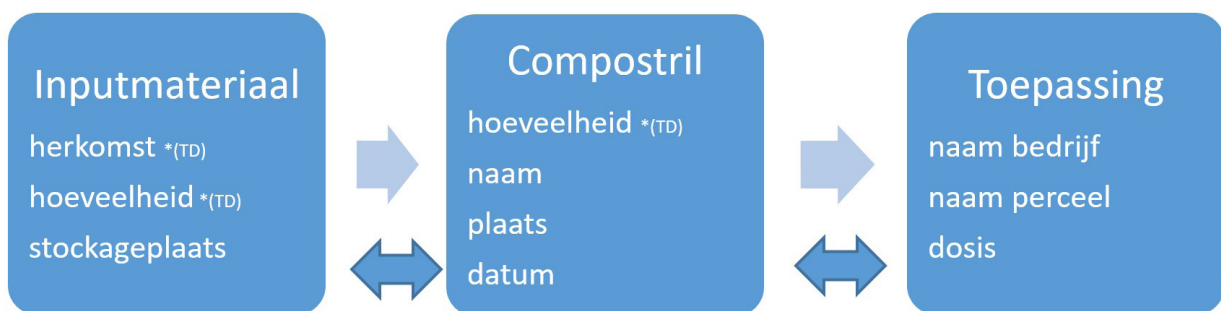 Inputmateriaal
herkomst *(TD)
hoeveelheid *(TD)
stockageplaats
Compostril
hoeveelheid *(TD)
naam
plaats
datum
Toepassing
naam bedrijf
naam perceel
dosis